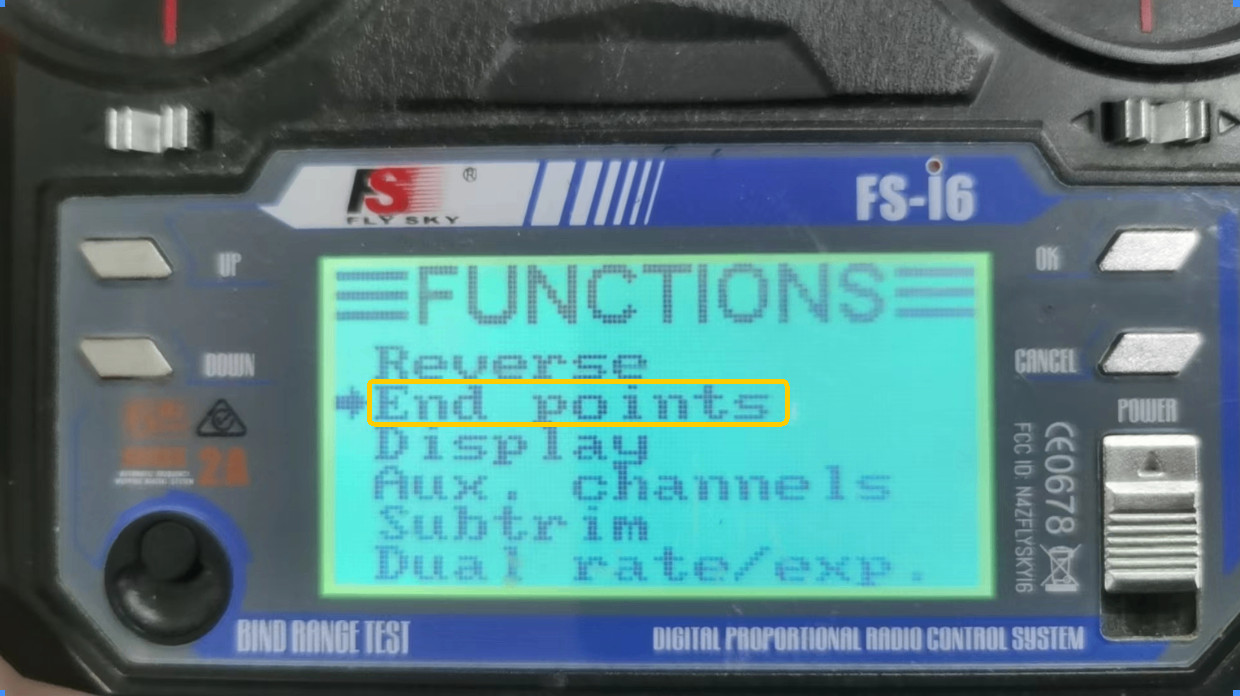 FS ®
FLY SKY
FS-i6
UP
OK
FUNCTIONS
Reverse
DOWN
CANCEL
End points
POWER
Display
Aux. channels
Subtrim
Dual rate/exp.
2A
CE0678
FCC ID: N4ZFLYSKYI6
BIND RANGE TEST
DIGITAL PROPORTIONAL RADIO CONTROL SYSTEM